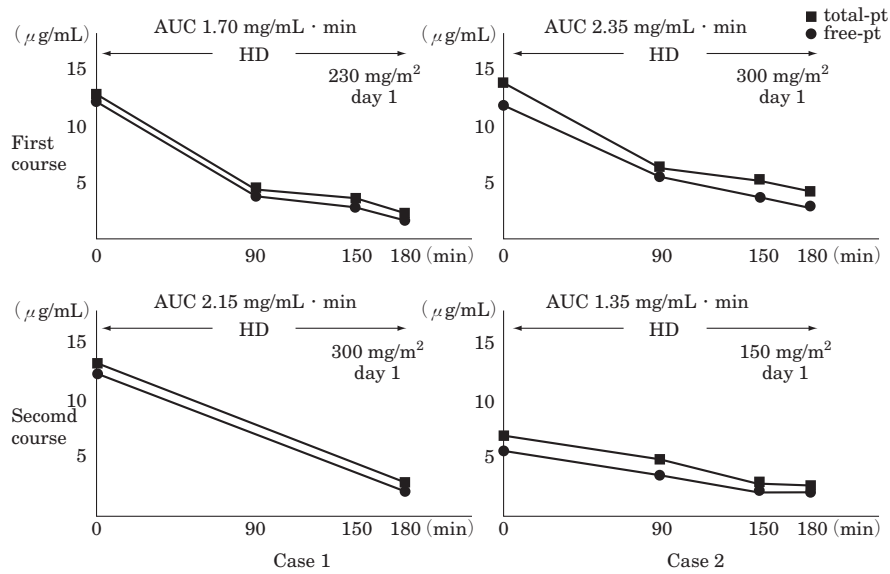 ■ total-pt
● free-pt
(μg/mL)
AUC 1.70 mg/mL · min
HD
230 mg/m²
day 1
15
10
5
First
course
0 90 150 180 (min)
(μg/mL)
AUC 2.35 mg/mL · min
HD
300 mg/m²
day 1
15
10
5
0 90 150 180 (min)
(μg/mL)
AUC 2.15 mg/mL · min
HD
300 mg/m²
day 1
15
10
5
Second
course
0 90 150 180 (min)
Case 1
(μg/mL)
AUC 1.35 mg/mL · min
HD
150 mg/m²
day 1
15
10
5
0 90 150 180 (min)
Case 2